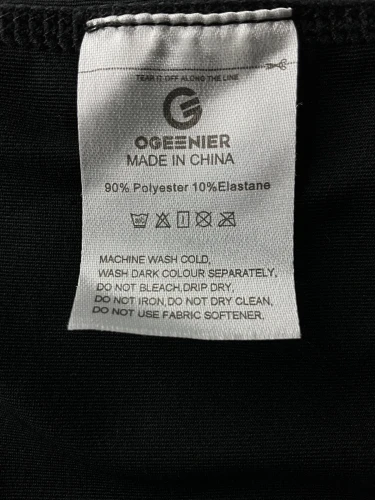 TEAR IT OFF ALONG THE LINE
OGEENIER
MADE IN CHINA
90% Polyester 10%Elastane
MACHINE WASH COLD,
WASH DARK COLOUR SEPARATELY,
DO NOT BLEACH,DRIP DRY,
DO NOT IRON,DO NOT DRY CLEAN,
DO NOT USE FABRIC SOFTENER,